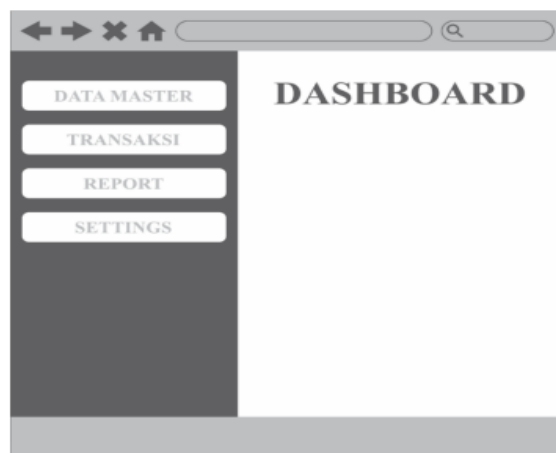 DATA MASTER
DASHBOARD
TRANSAKSI
REPORT
SETTINGS